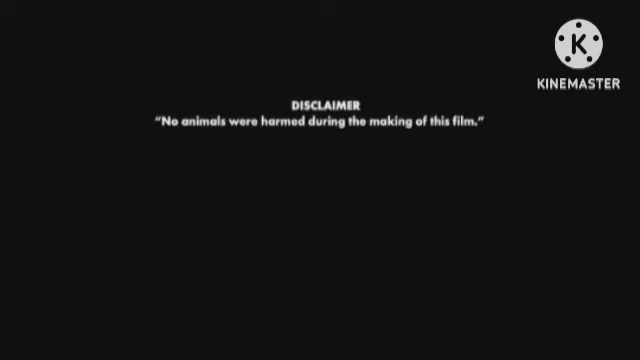 K
KINEMASTER
DISCLAIMER
“No animals were harmed during the making of this film.”